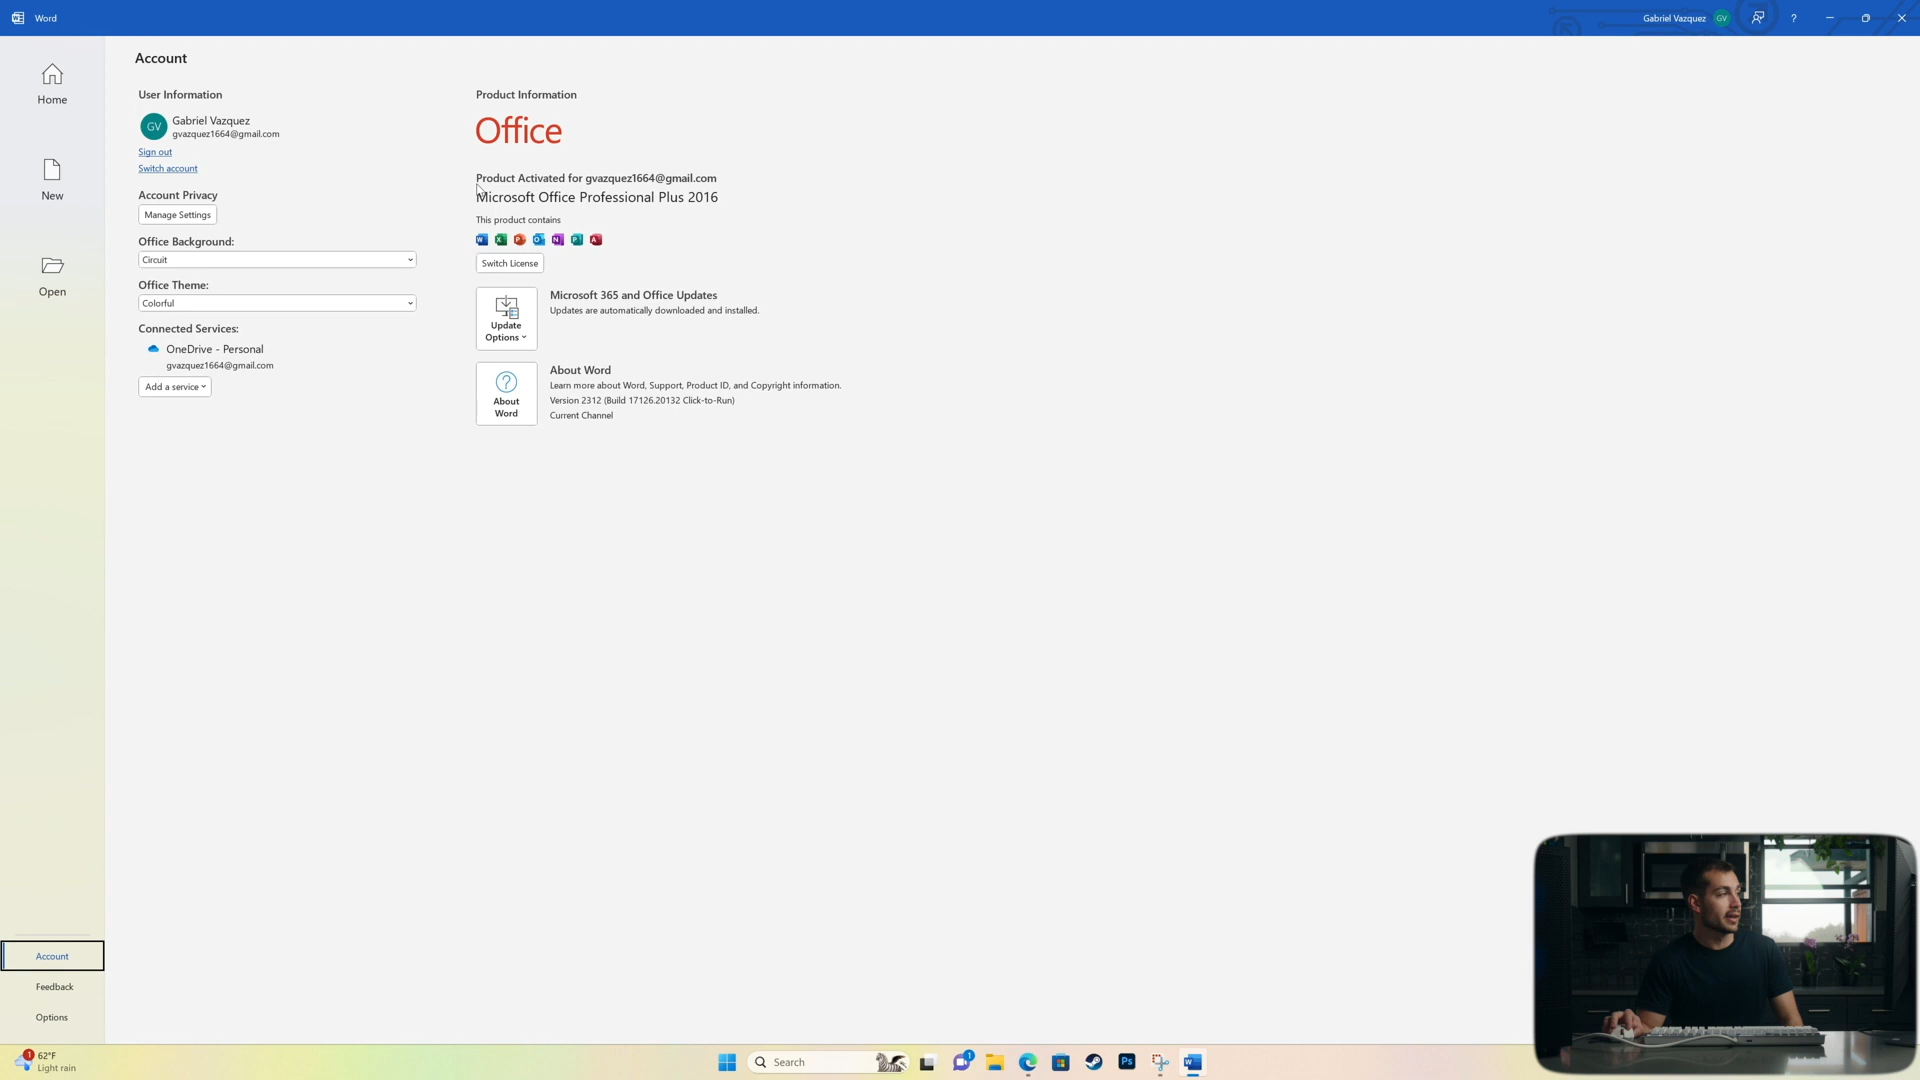 Word
Gabriel Vazquez GV
?
Home
New
Open
Account
Feedback
Options
Account
User Information
GV
Gabriel Vazquez
gvazquez1664@gmail.com
Sign out
Switch account
Account Privacy
Manage Settings
Office Background:
Circuit
Office Theme:
Colorful
Connected Services:
OneDrive - Personal
gvazquez1664@gmail.com
Add a service
Product Information
Office
Product Activated for gvazquez1664@gmail.com
Microsoft Office Professional Plus 2016
This product contains
Switch License
Update
Options
Microsoft 365 and Office Updates
Updates are automatically downloaded and installed.
?
About
Word
About Word
Learn more about Word, Support, Product ID, and Copyright information.
Version 2312 (Build 17126.20132 Click-to-Run)
Current Channel
1
62°F
Light rain
Search
1
Ps